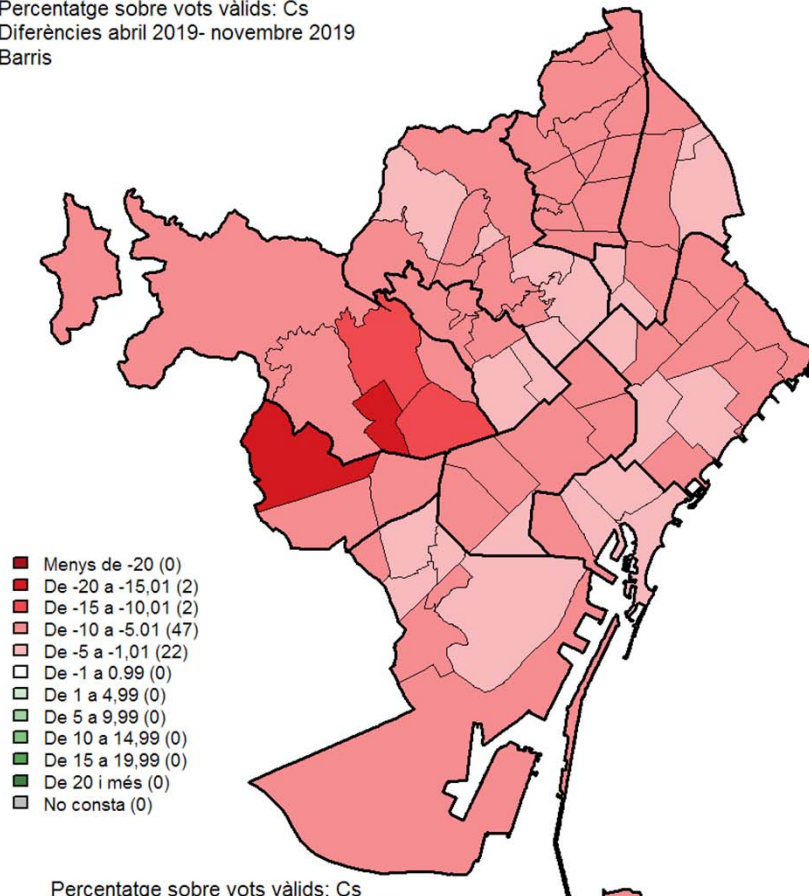 Percentatge sobre vots vàlids: Cs
Diferències abril 2019- novembre 2019
Barris
Menys de -20 (0)
De -20 a -15,01 (2)
De -15 a -10,01 (2)
De -10 a -5.01 (47)
De -5 a -1,01 (22)
De -1 a 0.99 (0)
De 1 a 4,99 (0)
De 5 a 9,99 (0)
De 10 a 14,99 (0)
De 15 a 19,99 (0)
De 20 i més (0)
No consta (0)
Percentatge sobre vots vàlids: Cs